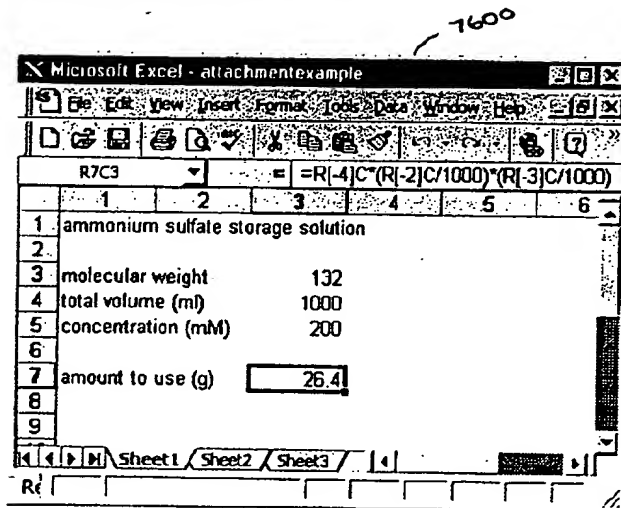 7600
X Microsoft Excel - attachmentexample
File Edit View Insert Format Tools Data Window Help
R7C3 = =R[-4]C*(R[-2]C/1000)*(R[-3]C/1000)
1 2 3 4 5 6
1 ammonium sulfate storage solution
2
3 molecular weight 132
4 total volume (ml) 1000
5 concentration (mM) 200
6
7 amount to use (g) 26.4
8
9
Sheet1 Sheet2 Sheet3